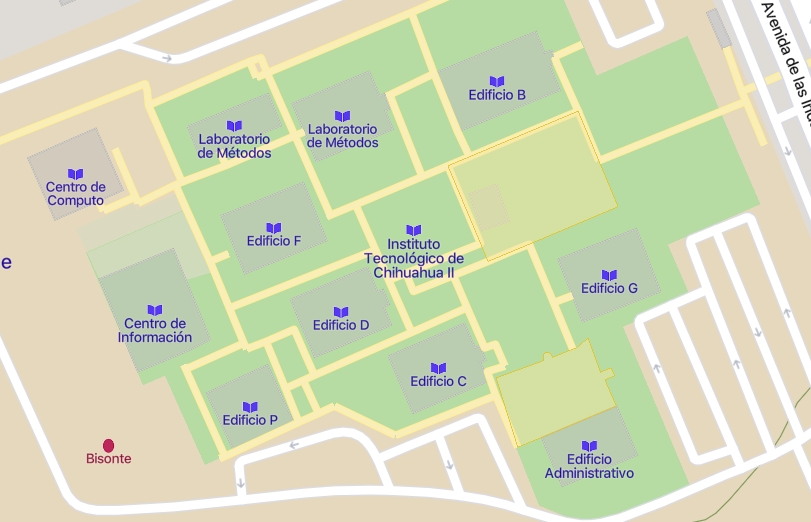 Avenida de las In
Edificio B
Laboratorio
de Métodos
Laboratorio
de Métodos
Centro de
Computo
Edificio F
Instituto
Tecnológico de
Chihuahua II
e
Edificio G
Centro de
Información
Edificio D
Edificio C
Edificio P
Bisonte
Edificio
Administrativo